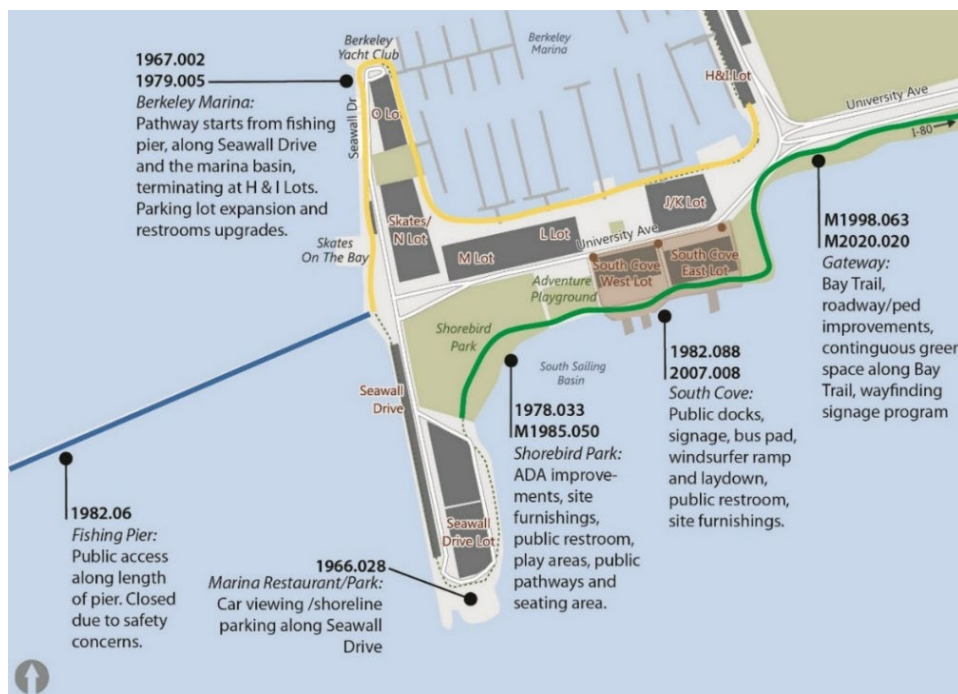 Berkeley
Yacht Club
Berkeley
Marina
H&I Lot
University Ave
I-80
1967.002
1979.005
Berkeley Marina:
Pathway starts from fishing
pier, along Seawall Drive
and the marina basin,
terminating at H & I Lots.
Parking lot expansion and
restrooms upgrades.
Seawall Dr
O Lot
Skates/
N Lot
M Lot
L Lot
J/K Lot
University Ave
Skates
On The Bay
South Cove
West Lot
South Cove
East Lot
Adventure
Playground
Shorebird
Park
South Sailing
Basin
Seawall
Drive
Seawall
Drive Lot
M1998.063
M2020.020
Gateway:
Bay Trail,
roadway/ped
improvements,
continguous green
space along Bay
Trail, wayfinding
signage program
1982.088
2007.008
South Cove:
Public docks,
signage, bus pad,
windsurfer ramp
and laydown,
public restroom,
site furnishings.
1978.033
M1985.050
Shorebird Park:
ADA improve-
ments, site
furnishings,
public restroom,
play areas, public
pathways and
seating area.
1982.06
Fishing Pier:
Public access
along length
of pier. Closed
due to safety
concerns.
1966.028
Marina Restaurant/Park:
Car viewing /shoreline
parking along Seawall
Drive